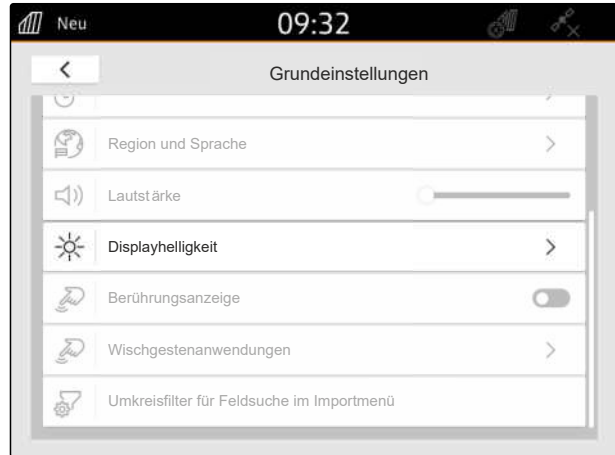 Neu
09:32
Grundeinstellungen
Region und Sprache
Lautstärke
Displayhelligkeit
Berührungsanzeige
Wischgestenanwendungen
Umkreisfilter für Feldsuche im Importmenü